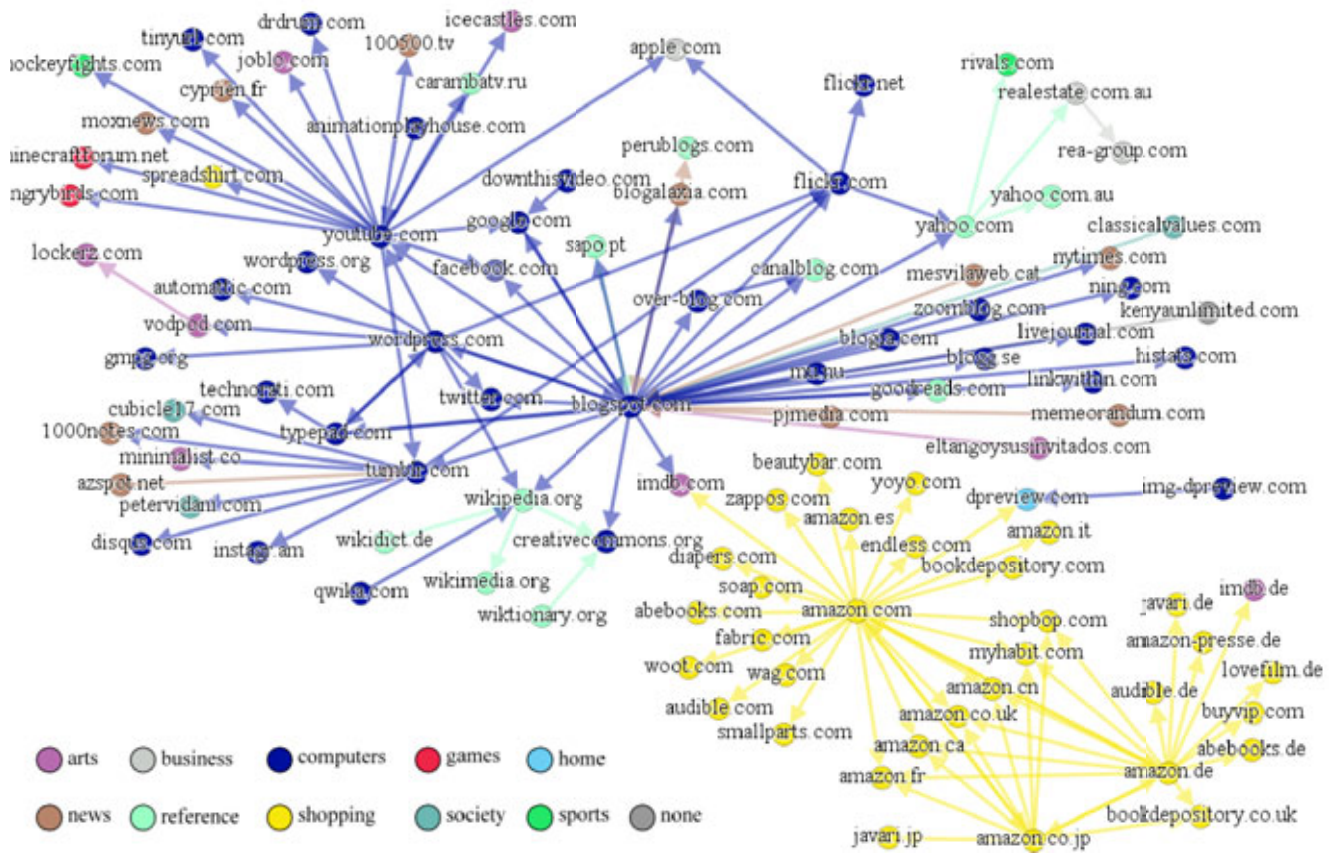 drdrum.com
icecastles.com
tinyurl.com
100500.tv
apple.com
rivals.com
ockeyfights.com
joblo.com
carambatv.ru
flickr.net
realestate.com.au
cyprien.fr
moxnews.com
animationplayhouse.com
perublogs.com
rea-group.com
inecraftforum.net
spreadshirt.com
downthisvideo.com
blogalaxia.com
flickr.com
yahoo.com.au
ngrybirds.com
google.com
yahoo.com
classicalvalues.com
youtube.com
sapo.pt
lockerz.com
wordpress.org
facebook.com
canalblog.com
mesvilaweb.cat
nytimes.com
automattic.com
over-blog.com
ning.com
zoomblog.com
kenyaunlimited.com
vodpod.com
wordpress.com
blogia.com
livejournal.com
gmpg.org
blogg.se
histats.com
mu.nu
technorati.com
twitter.com
blogspot.com
goodreads.com
linkwithin.com
cubicle17.com
1000notes.com
typepad.com
pjmedia.com
memeorandum.com
minimalist.co
tumblr.com
eltangoysusinvitados.com
beautybar.com
azspot.net
imdb.com
yoyo.com
wikipedia.org
zappos.com
dpreview.com
img-dpreview.com
petervidani.com
amazon.es
amazon.it
disqus.com
instagr.am
wikidict.de
creativecommons.org
endless.com
diapers.com
bookdepository.com
wikimedia.org
soap.com
imdb.de
qwika.com
javari.de
abebooks.com
amazon.com
wiktionary.org
shopbop.com
fabric.com
amazon-presse.de
woot.com
myhabit.com
wag.com
lovefilm.de
amazon.cn
audible.de
audible.com
amazon.co.uk
buyvip.com
smallparts.com
amazon.ca
abebooks.de
amazon.fr
amazon.de
bookdepository.co.uk
javari.jp
amazon.co.jp
arts business computers games home
news reference shopping society sports none